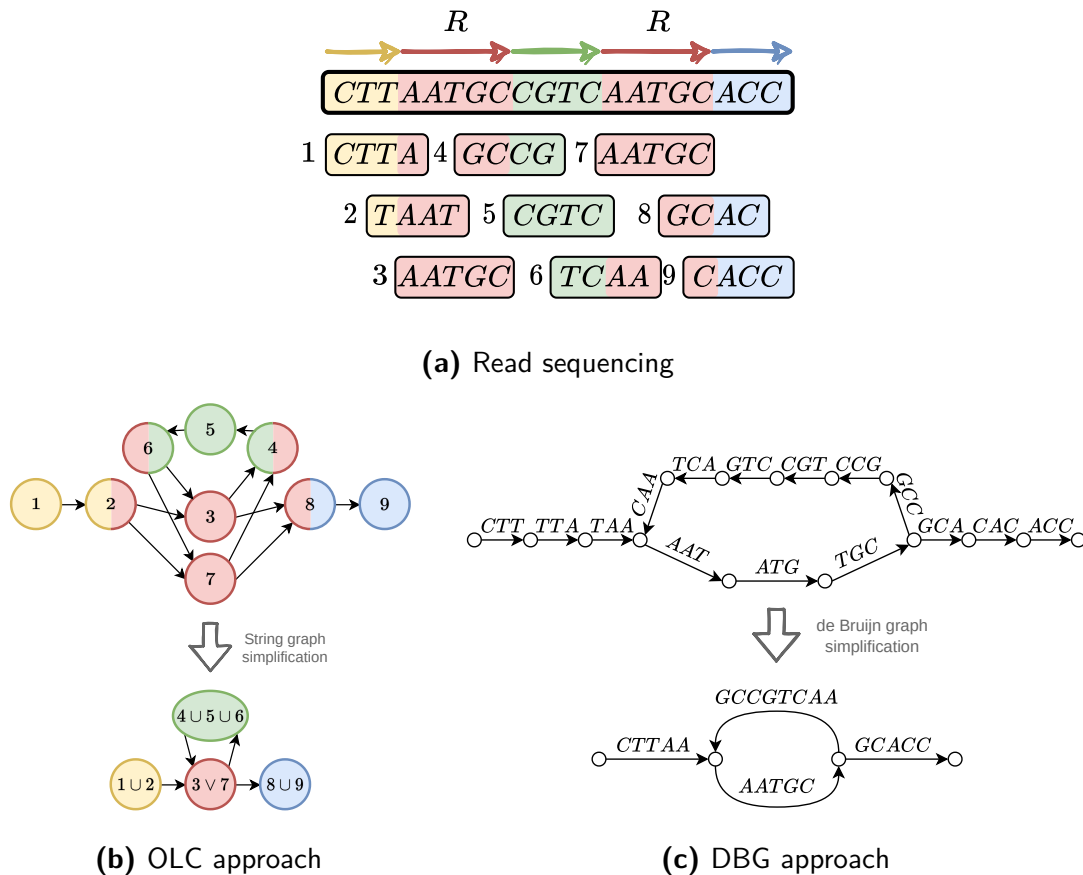 R R
CTTAATGCCGTCAATGCACC
1 CTTA 4 GCCG 7 AATGC
2 TAAT 5 CGTC 8 GCAC
3 AATGC 6 TCAA 9 CACC
(a) Read sequencing
5
6 4
1 2 3 8 9
7
String graph
simplification
4 ∪ 5 ∪ 6
1 ∪ 2 3 ∨ 7 8 ∪ 9
(b) OLC approach
TCA GTC CGT CCG
CAA GCC
CTT TTA TAA GCA CAC ACC
AAT ATG TGC
de Bruijn graph
simplification
GCCGTCAA
CTTAA GCACC
AATGC
(c) DBG approach